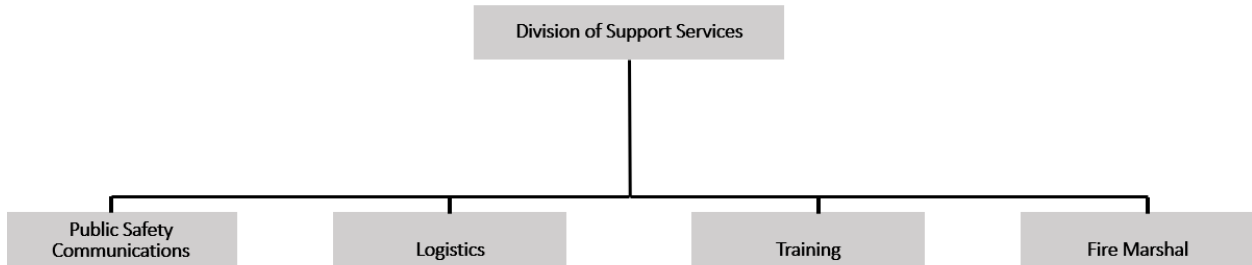 Division of Support Services
Public Safety
Communications
Logistics
Training
Fire Marshal